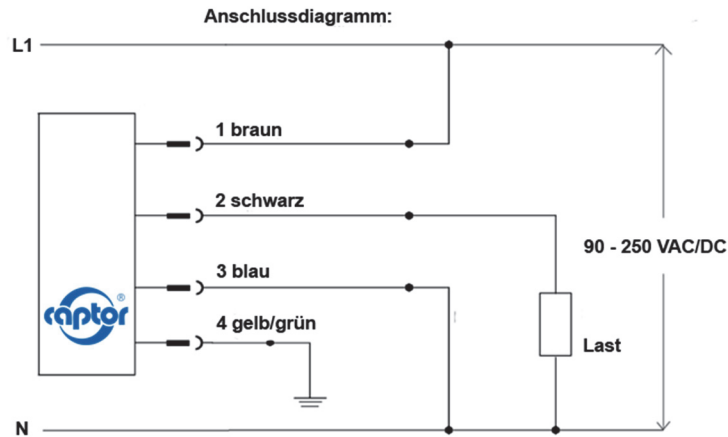 Anschlussdiagramm:
L1
1 braun
2 schwarz
90 - 250 VAC/DC
3 blau
captor®
4 gelb/grün
Last
N